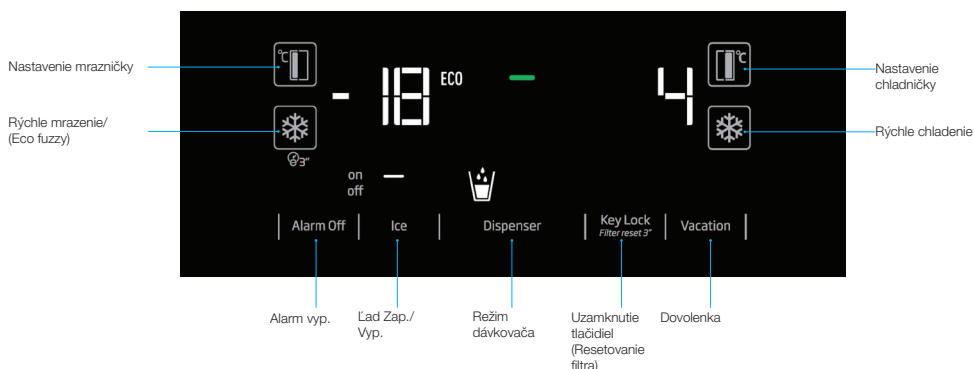 Nastavenie mrazničky
Rýchle mrazenie/
(Eco fuzzy)
°C
- 18
ECO
4
°C
Nastavenie
chladničky
Rýchle chladenie
3"
on
off
Alarm Off
Ice
Dispenser
Key Lock
Filter reset 3"
Vacation
Alarm vyp.
Ľad Zap./
Vyp.
Režim
dávkovača
Uzamknutie
tlačidiel
(Resetovanie
filtra)
Dovolenka